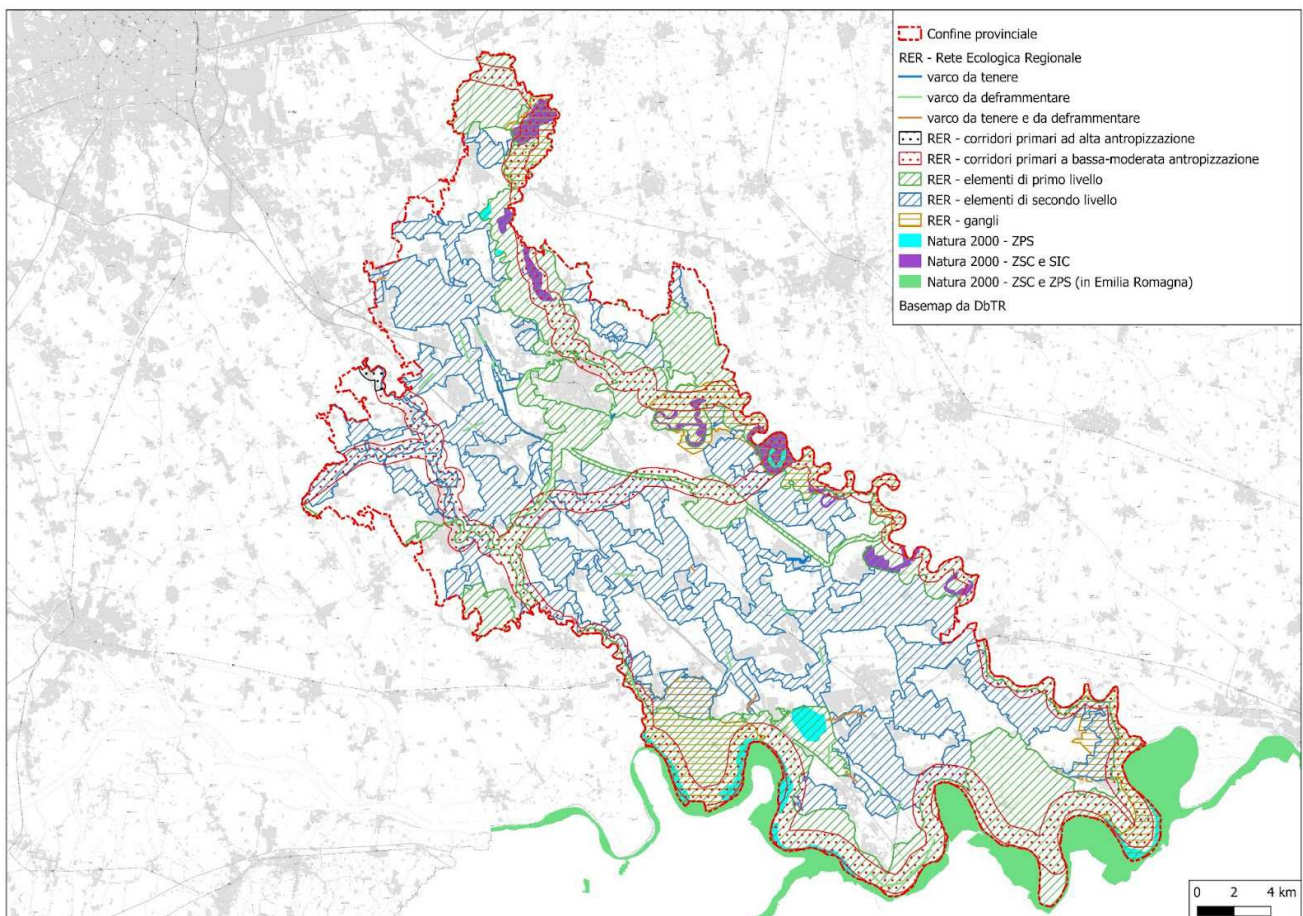 Confine provinciale
RER - Rete Ecologica Regionale
varco da tenere
varco da deframmentare
varco da tenere e da deframmentare
RER - corridori primari ad alta antropizzazione
RER - corridori primari a bassa-moderata antropizzazione
RER - elementi di primo livello
RER - elementi di secondo livello
RER - gangli
Natura 2000 - ZPS
Natura 2000 - ZSC e SIC
Natura 2000 - ZSC e ZPS (in Emilia Romagna)
Basemap da DbTR
0 2 4 km